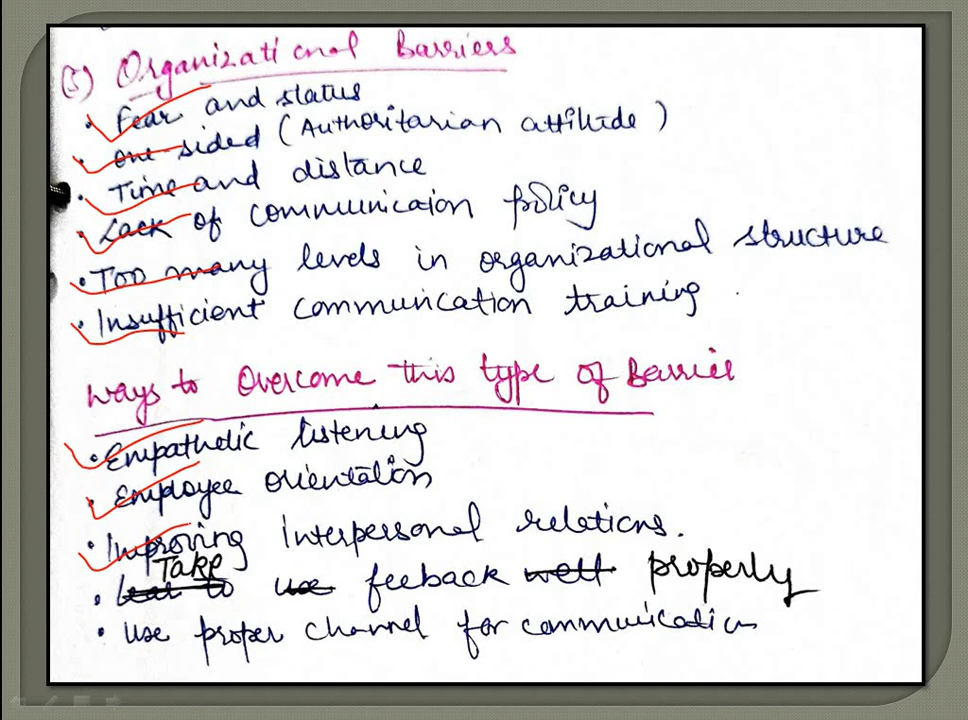 (5) Organizational Barriers
• Fear and status
• one sided (Authoritarian attitude)
• Time and distance
• Lack of communicaion policy
• Too many levels in organizational structure
• Insufficient communication training.
Ways to Overcome this type of Barrier
• Empathetic listening
• Employee orientation
• Improving interpersonal relations.
• Take feeback properly
• use proper channel for communication